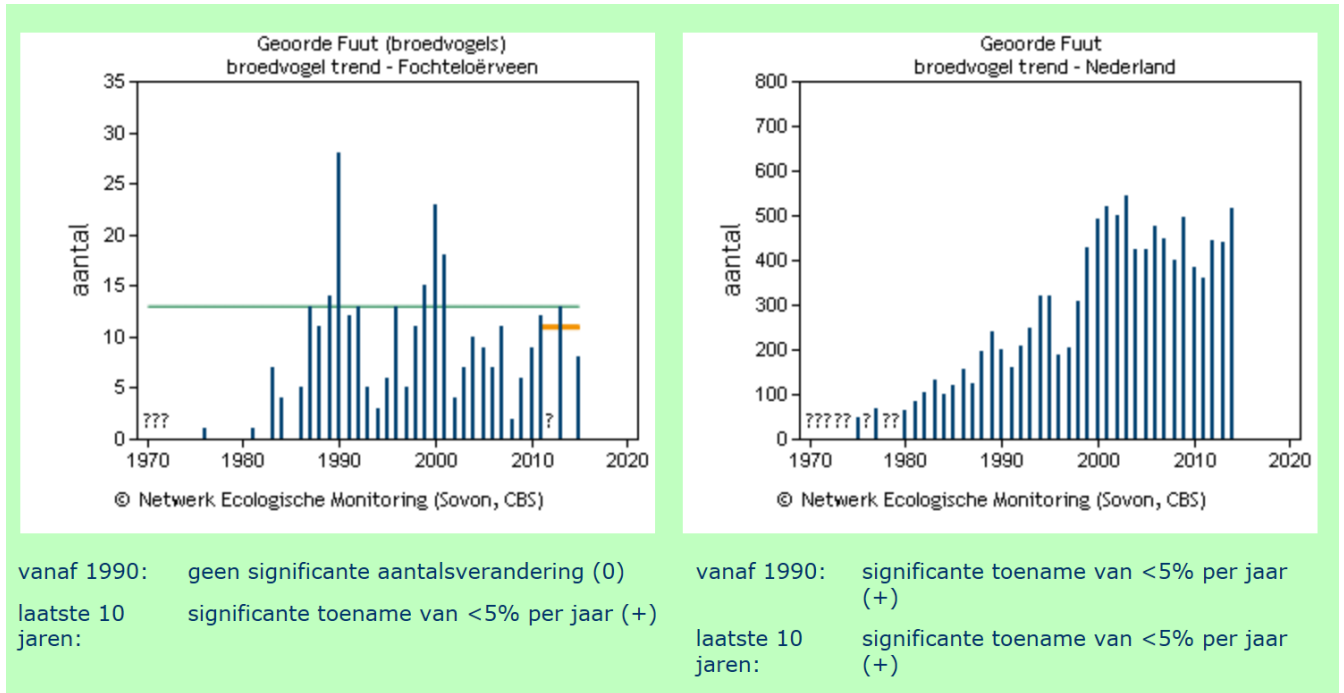 Geoorde Fuut (broedvogels)
broedvogel trend - Fochteloërveen
35
30
25
20
15
10
5
0
aantal
???
?
1970
1980
1990
2000
2010
2020
© Netwerk Ecologische Monitoring (Sovon, CBS)
vanaf 1990: geen significante aantalsverandering (0)
laatste 10 significante toename van <5% per jaar (+)
jaren:
Geoorde Fuut
broedvogel trend - Nederland
800
700
600
500
400
300
200
100
0
aantal
?????
?
??
1970
1980
1990
2000
2010
2020
© Netwerk Ecologische Monitoring (Sovon, CBS)
vanaf 1990: significante toename van <5% per jaar
(+)
laatste 10 significante toename van <5% per jaar
jaren: (+)